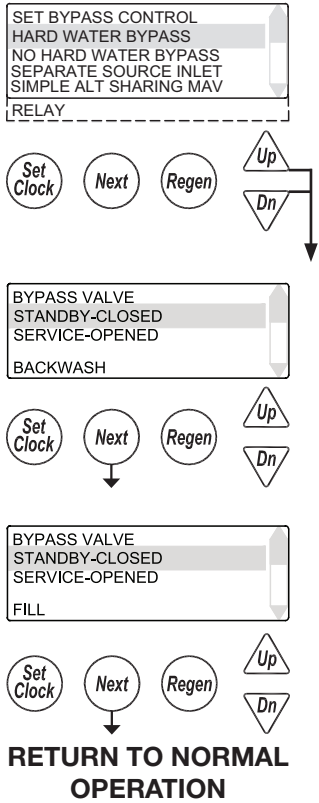 SET BYPASS CONTROL
HARD WATER BYPASS
NO HARD WATER BYPASS
SEPARATE SOURCE INLET
SIMPLE ALT SHARING MAV
RELAY
Set Clock Next Regen Up Dn
BYPASS VALVE
STANDBY-CLOSED
SERVICE-OPENED
BACKWASH
Set Clock Next Regen Up Dn
BYPASS VALVE
STANDBY-CLOSED
SERVICE-OPENED
FILL
Set Clock Next Regen Up Dn
RETURN TO NORMAL
OPERATION